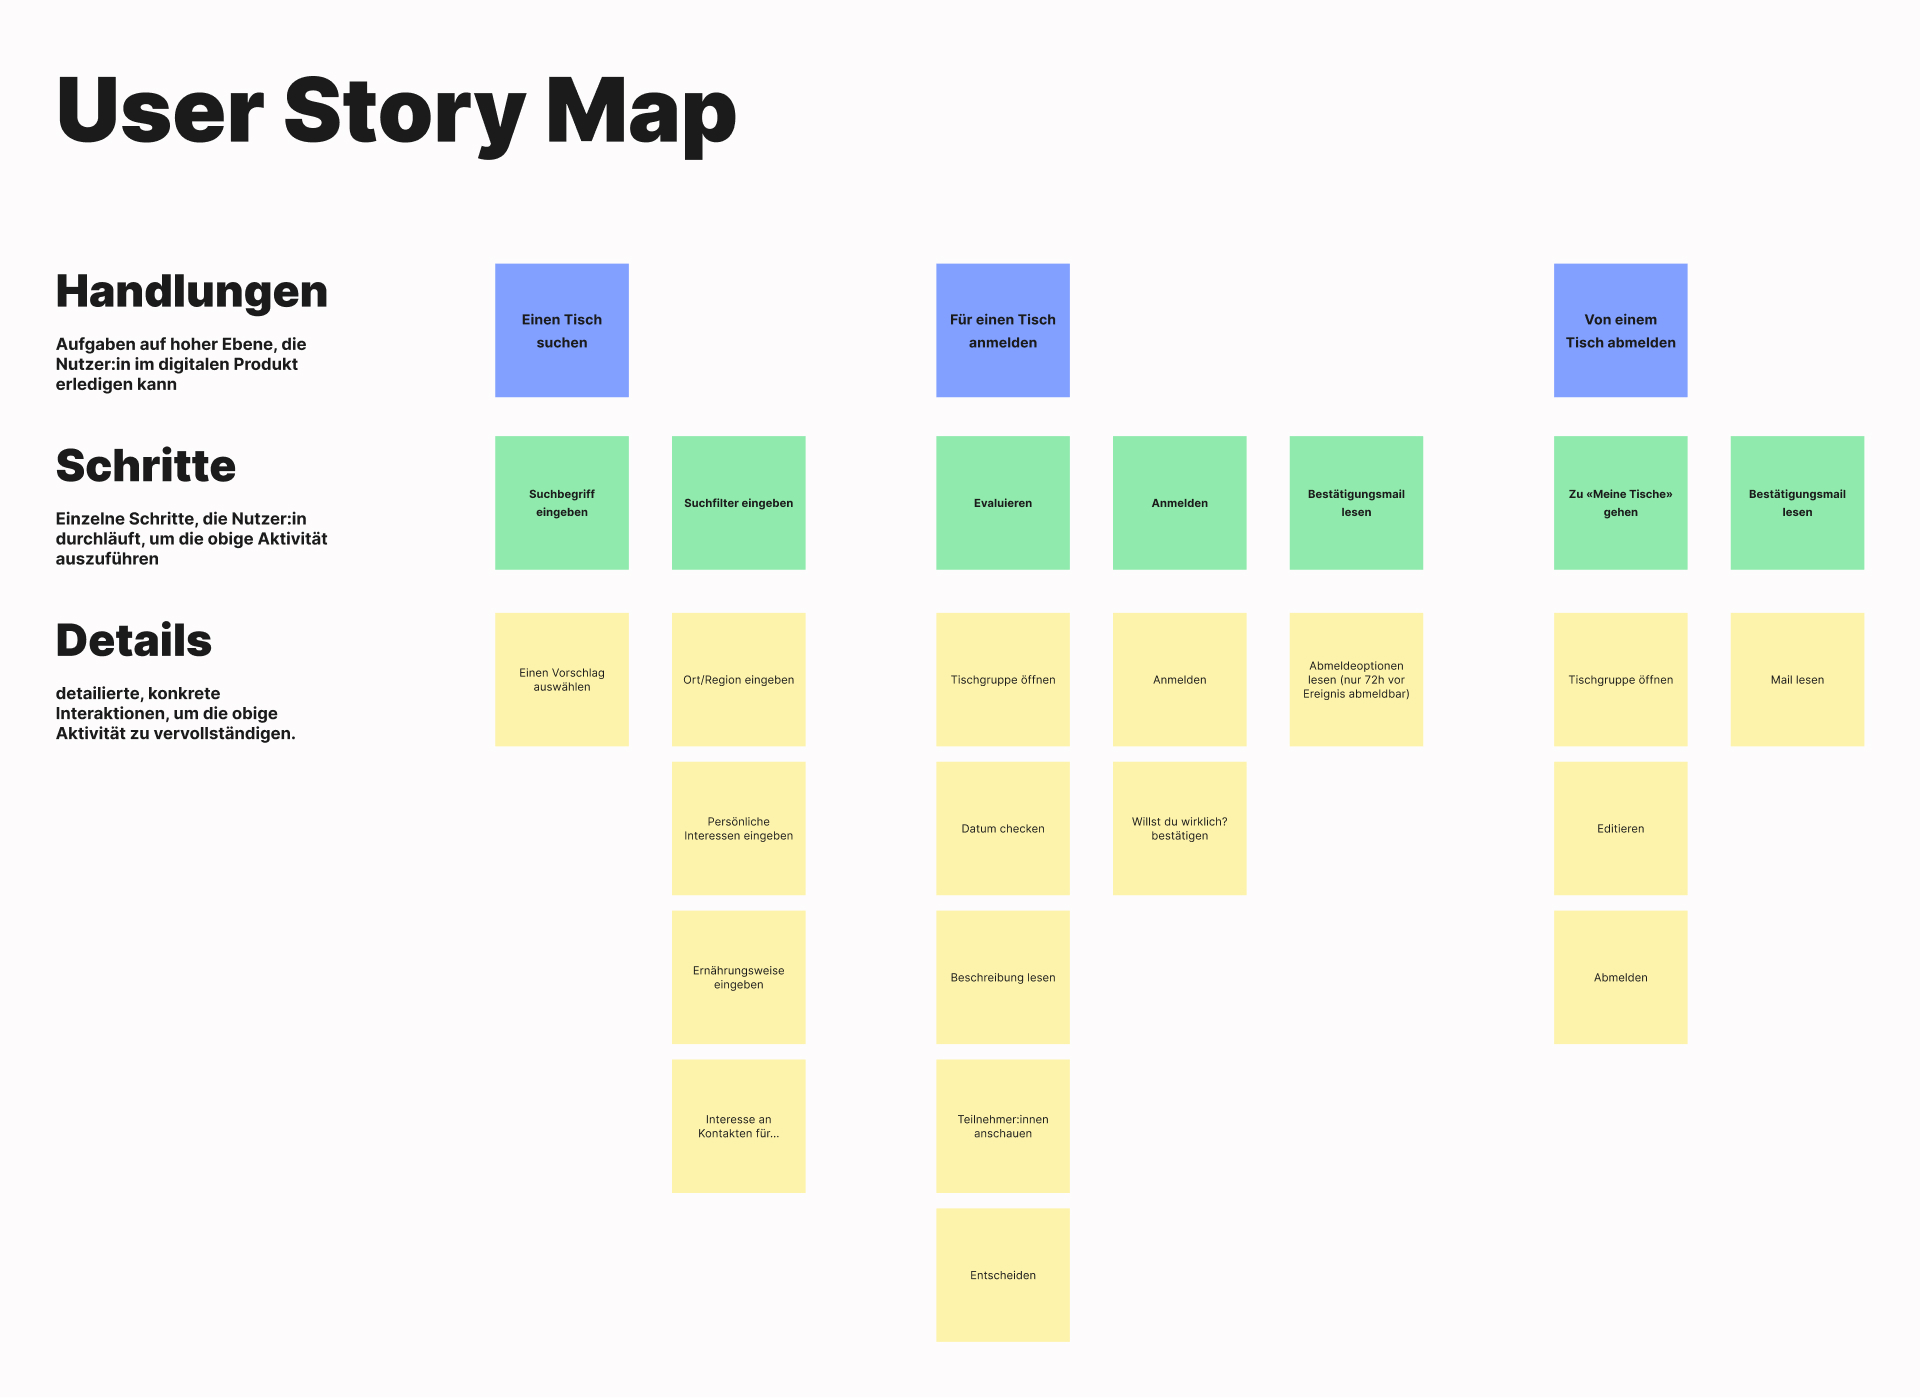 User Story Map
Handlungen
Aufgaben auf hoher Ebene, die
Nutzer:in im digitalen Produkt
erledigen kann
Einen Tisch
suchen
Für einen Tisch
anmelden
Von einem
Tisch abmelden
Schritte
Einzelne Schritte, die Nutzer:in
durchläuft, um die obige Aktivität
auszuführen
Suchbegriff
eingeben
Suchfilter eingeben
Evaluieren
Anmelden
Bestätigungsmail
lesen
Zu «Meine Tische»
gehen
Bestätigungsmail
lesen
Details
detailierte, konkrete
Interaktionen, um die obige
Aktivität zu vervollständigen.
Einen Vorschlag
auswählen
Ort/Region eingeben
Tischgruppe öffnen
Anmelden
Abmeldeoptionen
lesen (nur 72h vor
Ereignis abmeldbar)
Tischgruppe öffnen
Mail lesen
Persönliche
Interessen eingeben
Datum checken
Willst du wirklich?
bestätigen
Editieren
Ernährungsweise
eingeben
Beschreibung lesen
Abmelden
Interesse an
Kontakten für...
Teilnehmer:innen
anschauen
Entscheiden